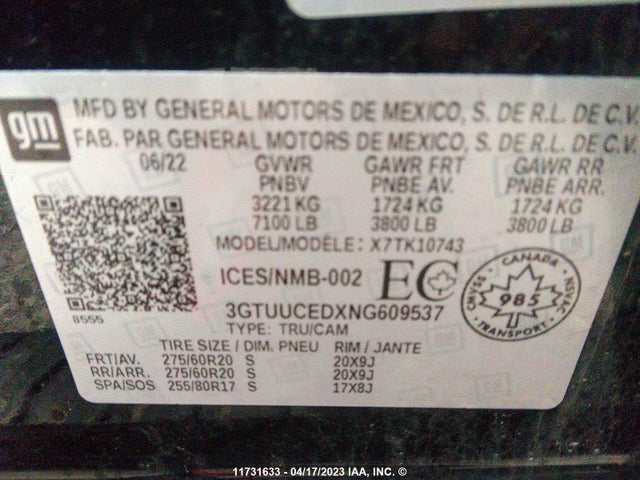 gm
MFD BY GENERAL MOTORS DE MEXICO, S. DE R.L. DE C.V.
FAB. PAR GENERAL MOTORS DE MEXICO, S. DE R.L. DE C.V.
06/22 GVWR GAWR FRT GAWR RR
PNBV PNBE AV. PNBE ARR.
3221 KG 1724 KG 1724 KG
7100 LB 3800 LB 3800 LB
MODEL/MODÈLE: X7TK10743
ICES/NMB-002 EC
CANADA
CMVSS 985 NSVAC
TRANSPORT
8555
3GTUUCEDXNG609537
TYPE: TRU/CAM
TIRE SIZE / DIM. PNEU RIM / JANTE
FRT/AV. 275/60R20 S 20X9J
RR/ARR. 275/60R20 S 20X9J
SPA/SOS 255/80R17 S 17X8J
11731633 - 04/17/2023 IAA, INC. ©